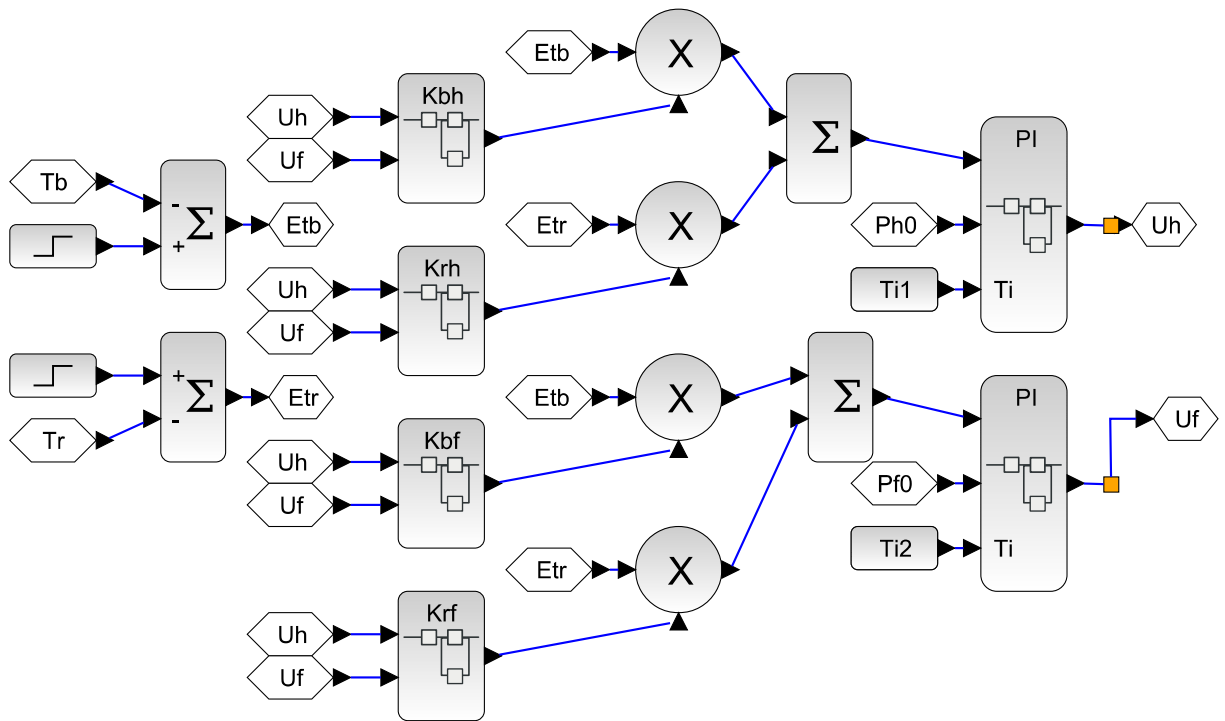 Etb
X
Kbh
Uh
Uf
Σ
PI
Tb
-
Σ
+
Etb
Etr
X
Ph0
Uh
Krh
Uh
Uf
Ti1
Ti
+
Σ
-
Etr
Tr
Etb
X
Σ
PI
Uf
Kbf
Uh
Uf
Pf0
Etr
X
Ti2
Ti
Krf
Uh
Uf